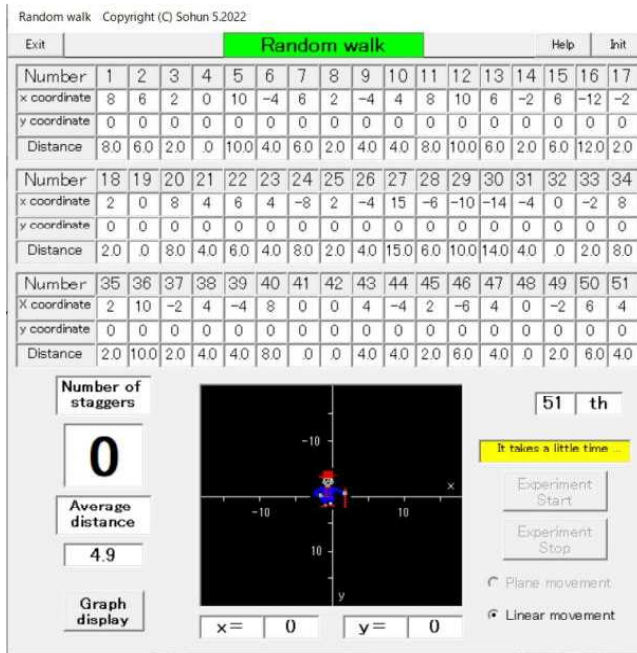 Random walk Copyright (C) Sohun 5.2022
Exit Random walk Help Init
Number 1 2 3 4 5 6 7 8 9 10 11 12 13 14 15 16 17
x coordinate 8 6 2 0 10 -4 6 2 -4 4 8 10 6 -2 6 -12 -2
y coordinate 0 0 0 0 0 0 0 0 0 0 0 0 0 0 0 0 0
Distance 8.0 6.0 2.0 .0 10.0 4.0 6.0 2.0 4.0 4.0 8.0 10.0 6.0 2.0 6.0 12.0 2.0
Number 18 19 20 21 22 23 24 25 26 27 28 29 30 31 32 33 34
x coordinate 2 0 8 4 6 4 -8 2 -4 15 -6 -10 -14 -4 0 -2 8
y coordinate 0 0 0 0 0 0 0 0 0 0 0 0 0 0 0 0 0
Distance 2.0 .0 8.0 4.0 6.0 4.0 8.0 2.0 4.0 15.0 6.0 10.0 14.0 4.0 .0 2.0 8.0
Number 35 36 37 38 39 40 41 42 43 44 45 46 47 48 49 50 51
X coordinate 2 10 -2 4 -4 8 0 0 4 -4 2 -6 4 0 -2 6 4
y coordinate 0 0 0 0 0 0 0 0 0 0 0 0 0 0 0 0 0
Distance 2.0 10.0 2.0 4.0 4.0 8.0 .0 .0 4.0 4.0 2.0 6.0 4.0 .0 2.0 6.0 4.0
Number of
staggers
0
Average
distance
4.9
Graph
display
-10
x
-10 10
10
y
x= 0 y= 0
51 th
It takes a little time ...
Experiment
Start
Experiment
Stop
Plane movement
Linear movement